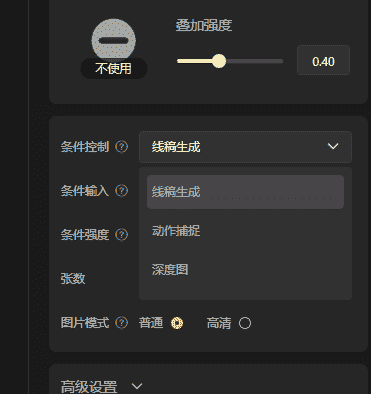 叠加强度
不使用
0.40
条件控制 ? 线稿生成
条件输入 ? 线稿生成
条件强度 ? 动作捕捉
深度图
张数
图片模式 ? 普通 高清
高级设置